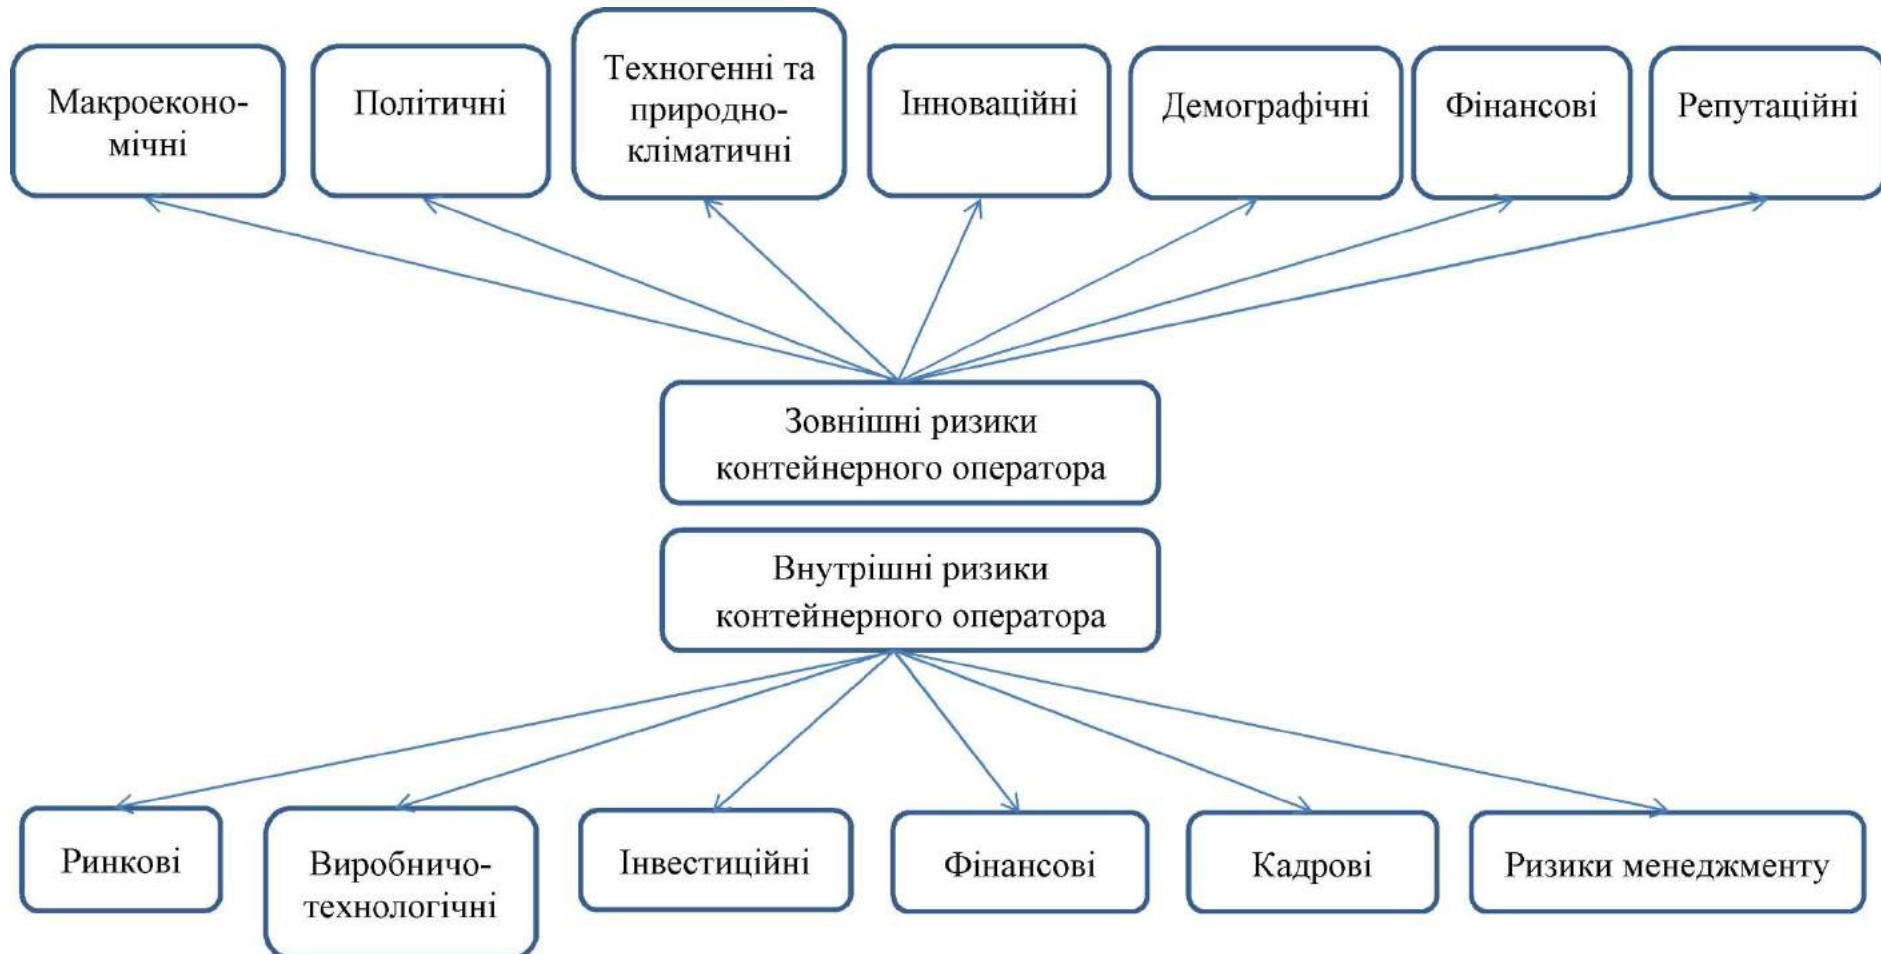 Макроеконо-
мічні
Політичні
Техногенні та
природно-
кліматичні
Інноваційні
Демографічні
Фінансові
Репутаційні
Зовнішні ризики
контейнерного оператора
Внутрішні ризики
контейнерного оператора
Ринкові
Виробничо-
технологічні
Інвестиційні
Фінансові
Кадрові
Ризики менеджменту